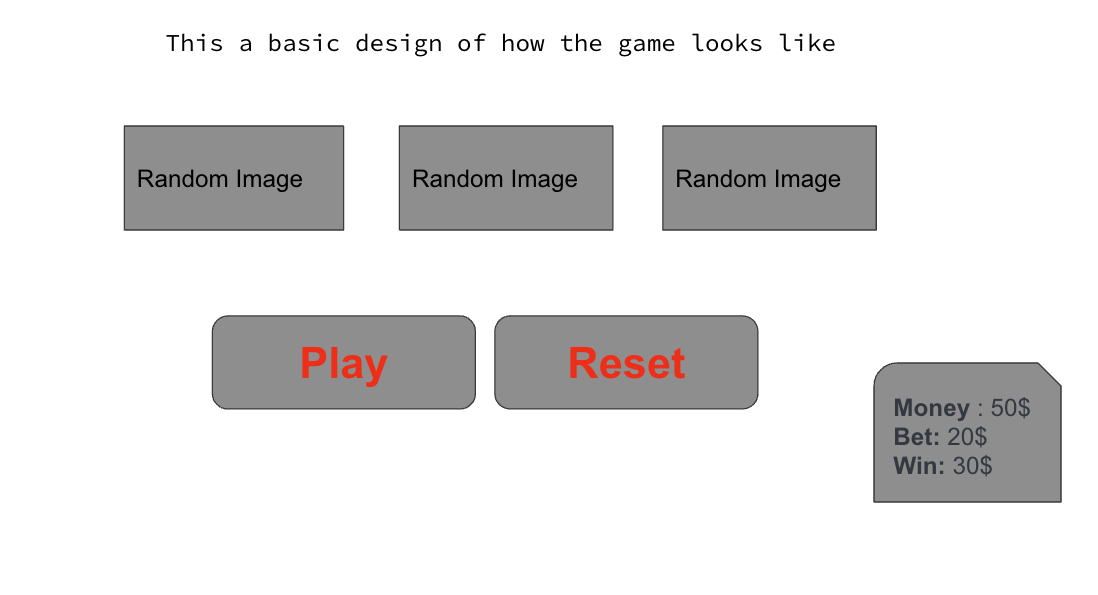 This a basic design of how the game looks like
Random Image
Random Image
Random Image
Play
Reset
Money : 50$
Bet: 20$
Win: 30$